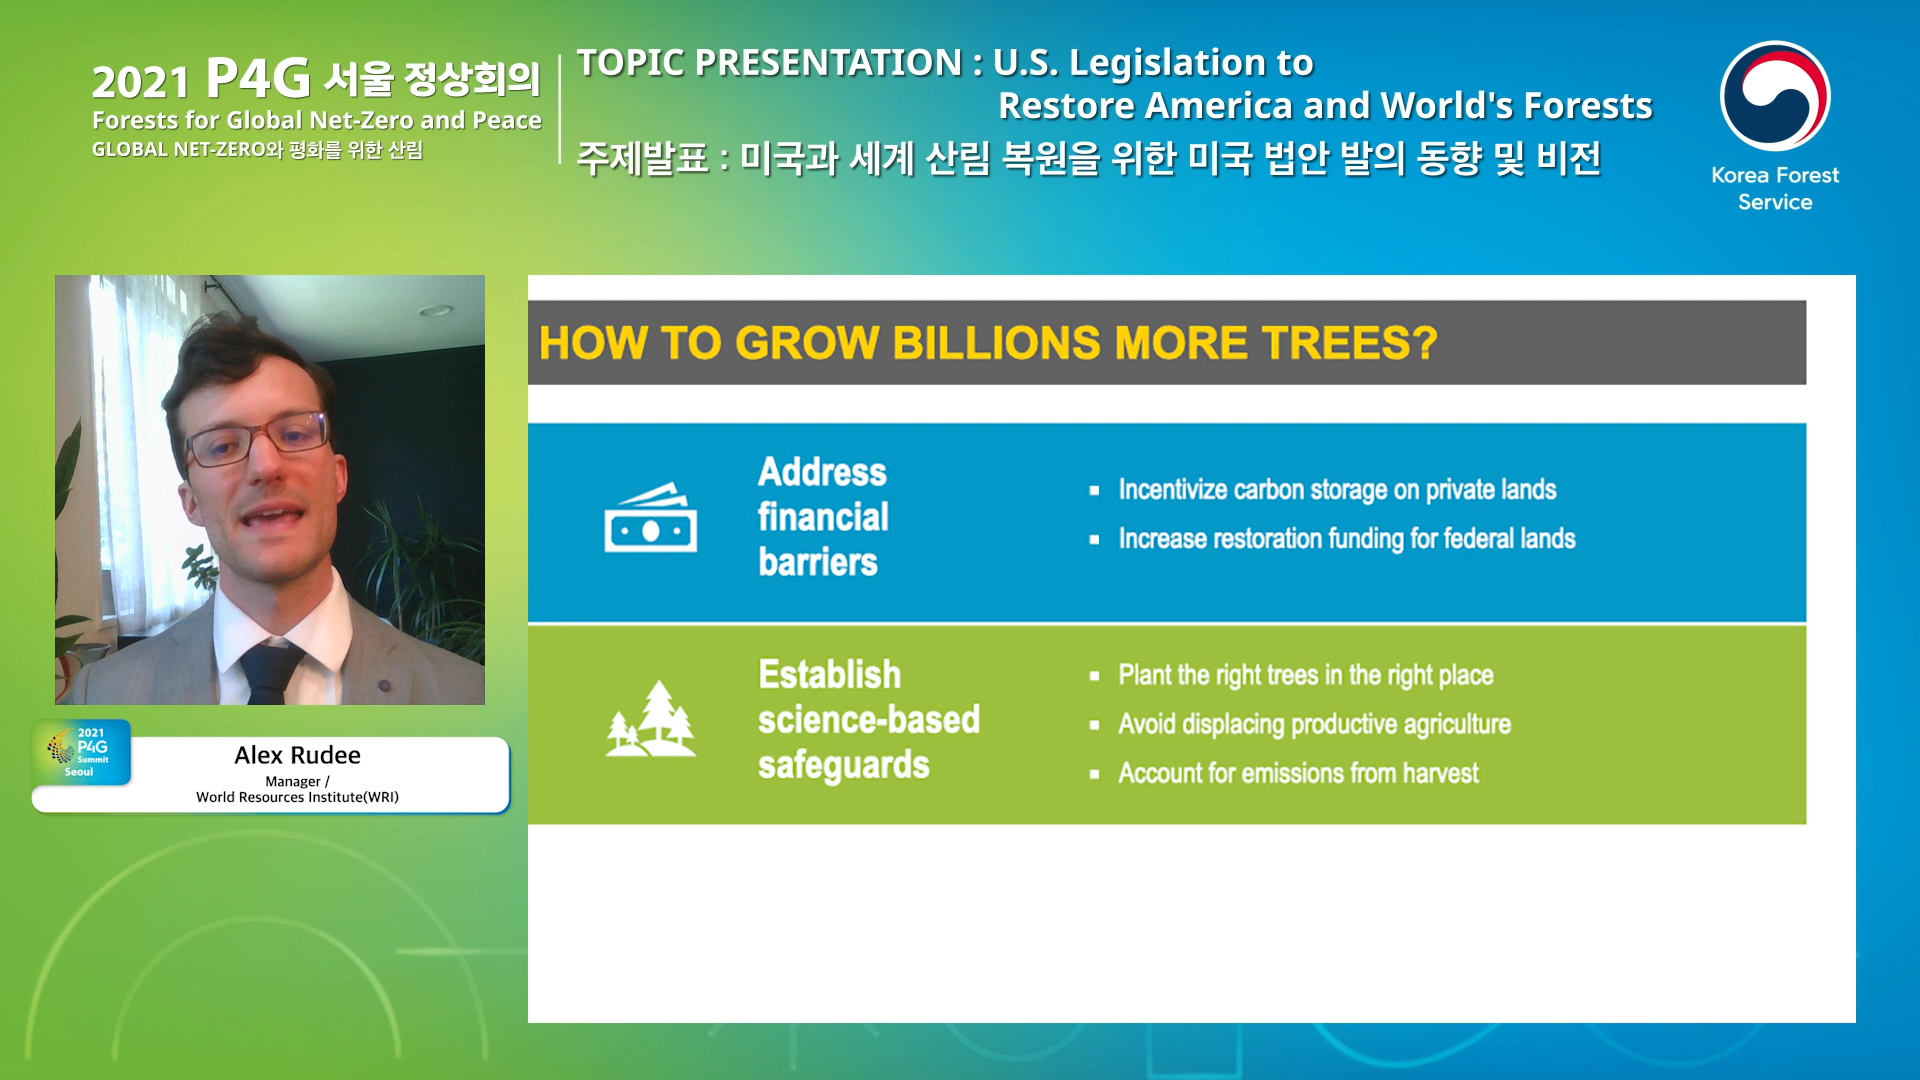 2021 P4G 서울 정상회의
Forests for Global Net-Zero and Peace
GLOBAL NET-ZERO와 평화를 위한 산림
TOPIC PRESENTATION : U.S. Legislation to
Restore America and World's Forests
주제발표 : 미국과 세계 산림 복원을 위한 미국 법안 발의 동향 및 비전
Korea Forest
Service
HOW TO GROW BILLIONS MORE TREES?
Address
financial
barriers
▪ Incentivize carbon storage on private lands
▪ Increase restoration funding for federal lands
Establish
science-based
safeguards
▪ Plant the right trees in the right place
▪ Avoid displacing productive agriculture
▪ Account for emissions from harvest
2021
P4G
Summit
Seoul
Alex Rudee
Manager /
World Resources Institute(WRI)